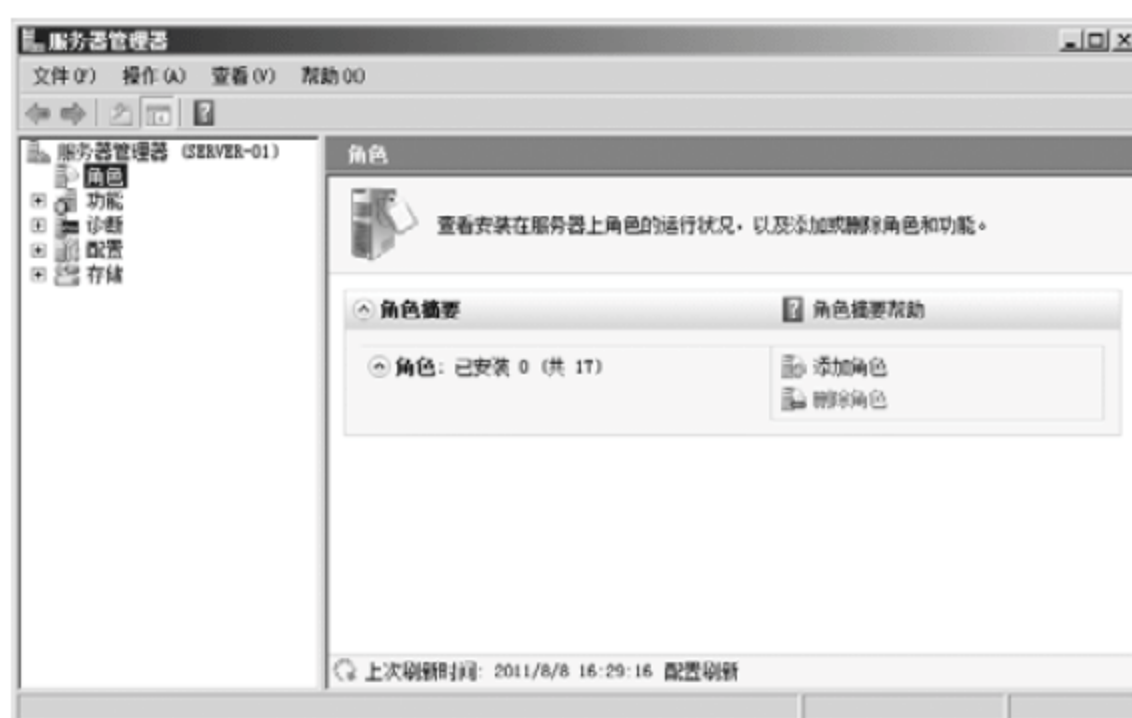 服务器管理器
文件(F) 操作(A) 查看(V) 帮助(H)
服务器管理器 (SERVER-01)
角色
功能
诊断
配置
存储
角色
查看安装在服务器上角色的运行状况,以及添加或删除角色和功能。
角色摘要
角色摘要帮助
角色: 已安装 0 (共 17)
添加角色
删除角色
上次刷新时间: 2011/8/8 16:29:16 配置刷新